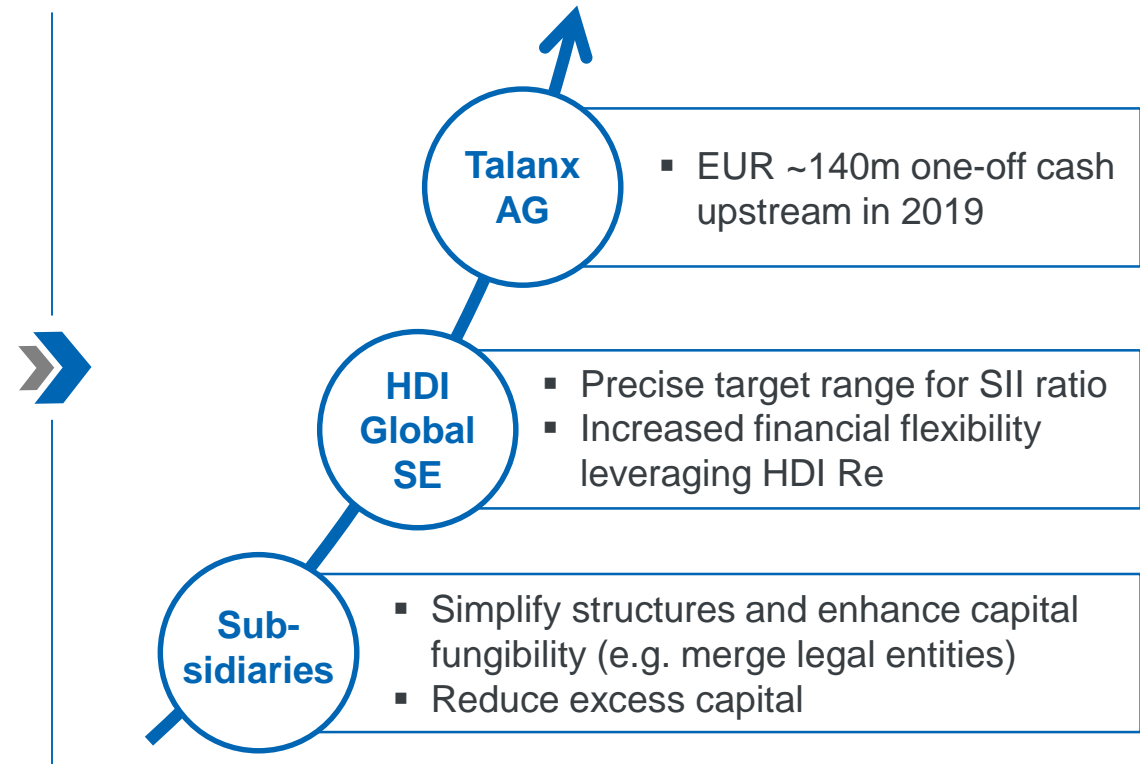 Talanx
AG
▪ EUR ~140m one-off cash
upstream in 2019
HDI
Global
SE
▪ Precise target range for SII ratio
▪ Increased financial flexibility
leveraging HDI Re
Sub-
sidiaries
▪ Simplify structures and enhance capital
fungibility (e.g. merge legal entities)
▪ Reduce excess capital